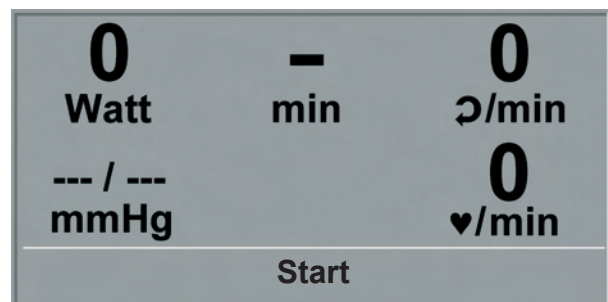 0 – 0
Watt min ⤾/min
--- / --- 0
mmHg ♥/min
Start